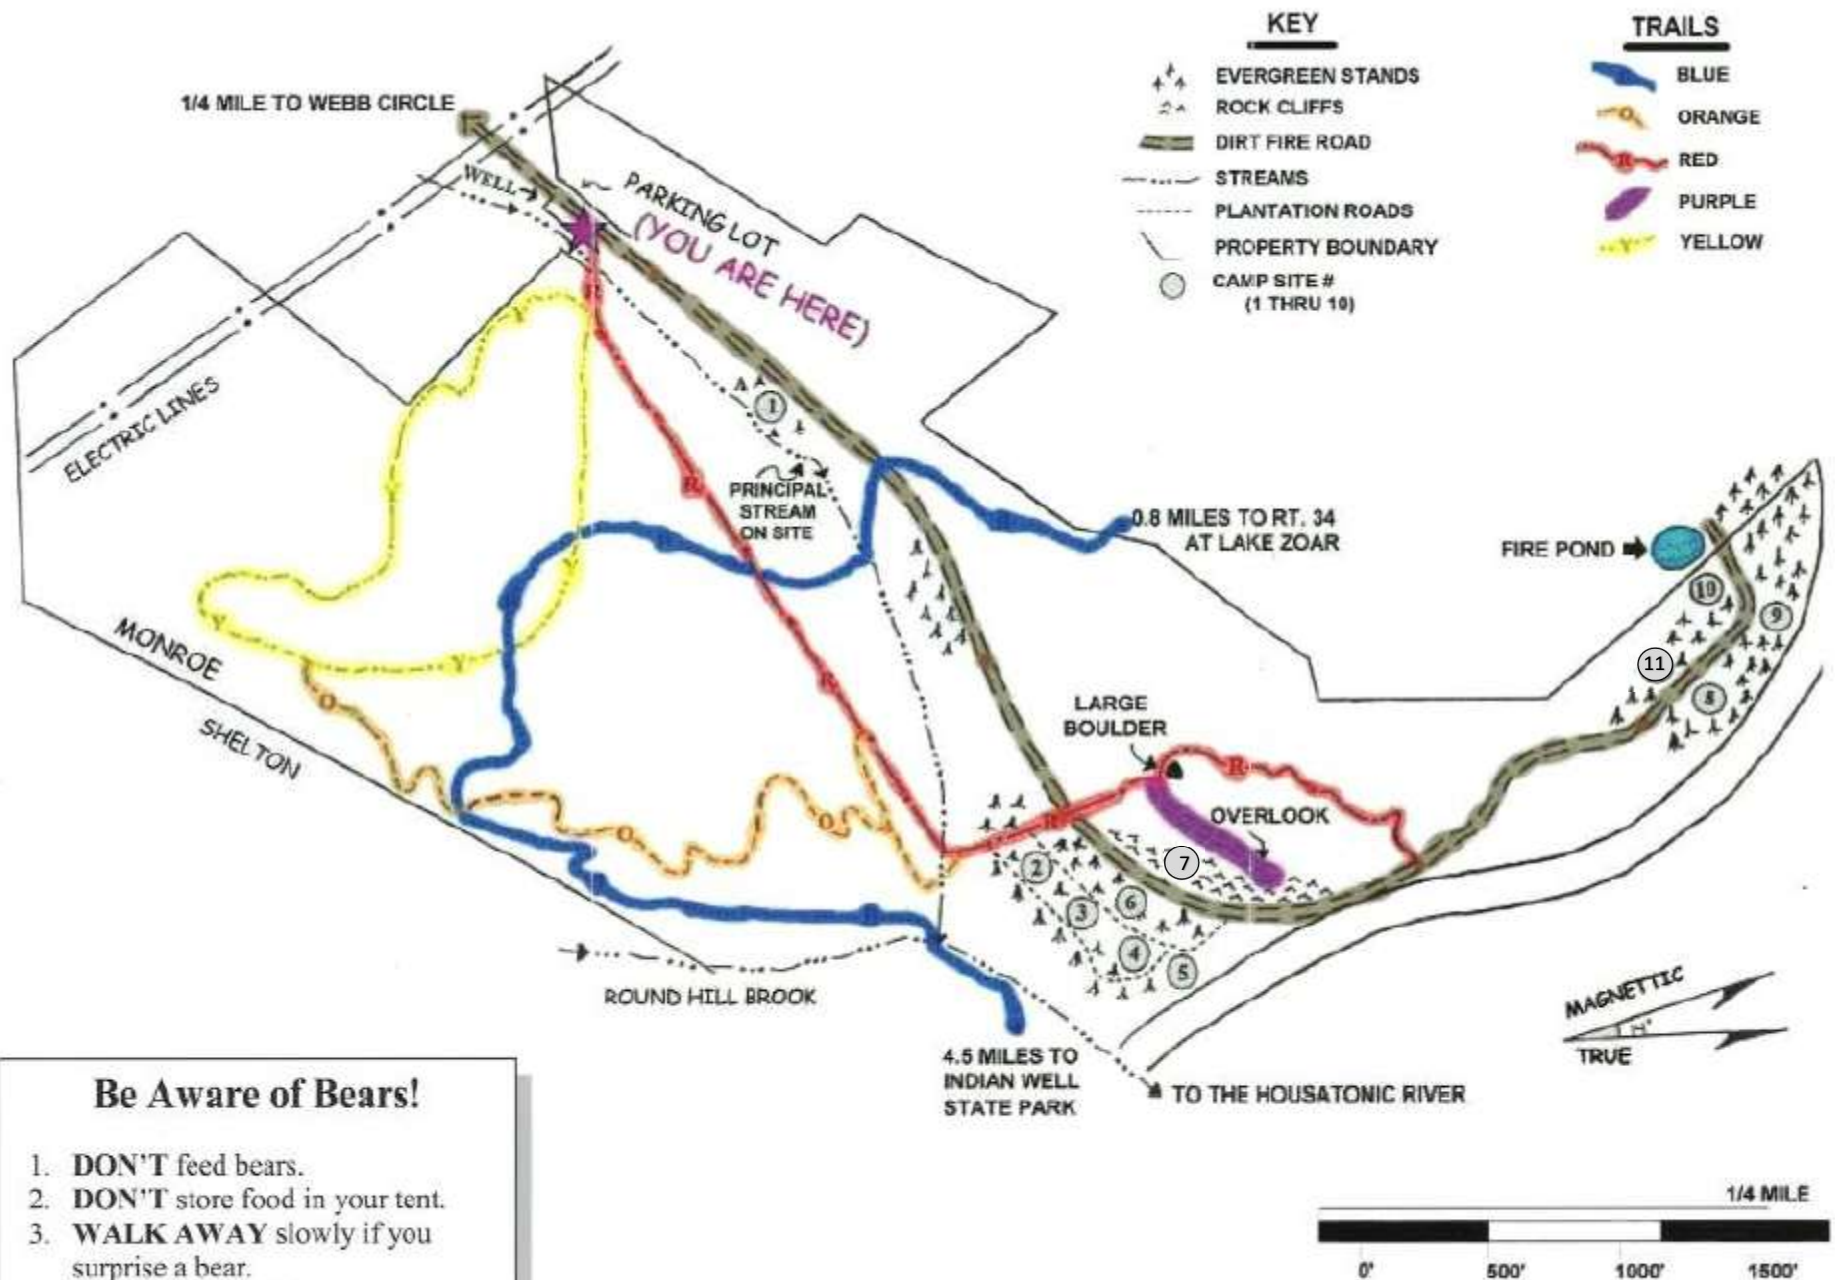 KEY
EVERGREEN STANDS
ROCK CLIFFS
DIRT FIRE ROAD
STREAMS
PLANTATION ROADS
PROPERTY BOUNDARY
CAMP SITE #
(1 THRU 10)
TRAILS
BLUE
O ORANGE
R RED
PURPLE
Y YELLOW
1/4 MILE TO WEBB CIRCLE
WELL
PARKING LOT
(YOU ARE HERE)
ELECTRIC LINES
R
Y
1
R
PRINCIPAL
STREAM
ON SITE
0.8 MILES TO RT. 34
AT LAKE ZOAR
FIRE POND
10
9
11
8
Y
Y
Y
Y
MONROE
SHELTON
O
R
R
LARGE
BOULDER
R
OVERLOOK
O
O
R
7
2
3
6
4
5
B
ROUND HILL BROOK
4.5 MILES TO
INDIAN WELL
STATE PARK
TO THE HOUSATONIC RIVER
MAGNETTIC
TRUE
Be Aware of Bears!
1. DON'T feed bears.
2. DON'T store food in your tent.
3. WALK AWAY slowly if you
surprise a bear.
1/4 MILE
0' 500' 1000' 1500'